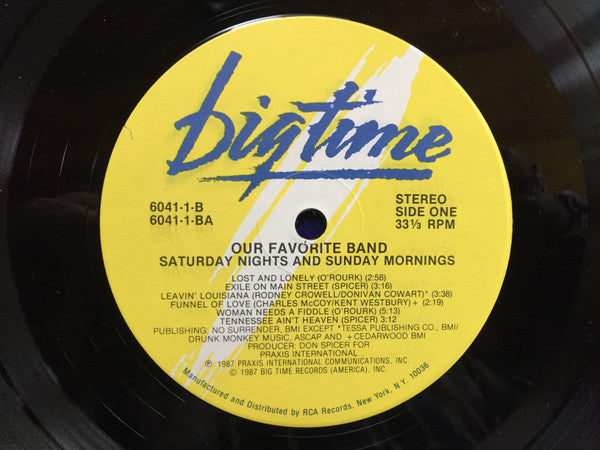 bigtime
6041-1-B
6041-1-BA
STEREO
SIDE ONE
33⅓ RPM
OUR FAVORITE BAND
SATURDAY NIGHTS AND SUNDAY MORNINGS
LOST AND LONELY (O'ROURK) (2:58)
EXILE ON MAIN STREET (SPICER) (3:16)
LEAVIN' LOUISIANA (RODNEY CROWELL/DONIVAN COWART)* (3:38)
FUNNEL OF LOVE (CHARLES McCOY/KENT WESTBURY)+ (2:19)
WOMAN NEEDS A FIDDLE (O'ROURK) (5:13)
TENNESSEE AIN'T HEAVEN (SPICER) 3:12
PUBLISHING: NO SURRENDER, BMI EXCEPT *TESSA PUBLISHING CO., BMI/
DRUNK MONKEY MUSIC, ASCAP AND +CEDARWOOD BMI
PRODUCER: DON SPICER FOR
PRAXIS INTERNATIONAL
℗ 1987 PRAXIS INTERNATIONAL COMMUNICATIONS, INC.
© 1987 BIG TIME RECORDS (AMERICA). INC.
Manufactured and Distributed by RCA Records, New York, N.Y. 10036